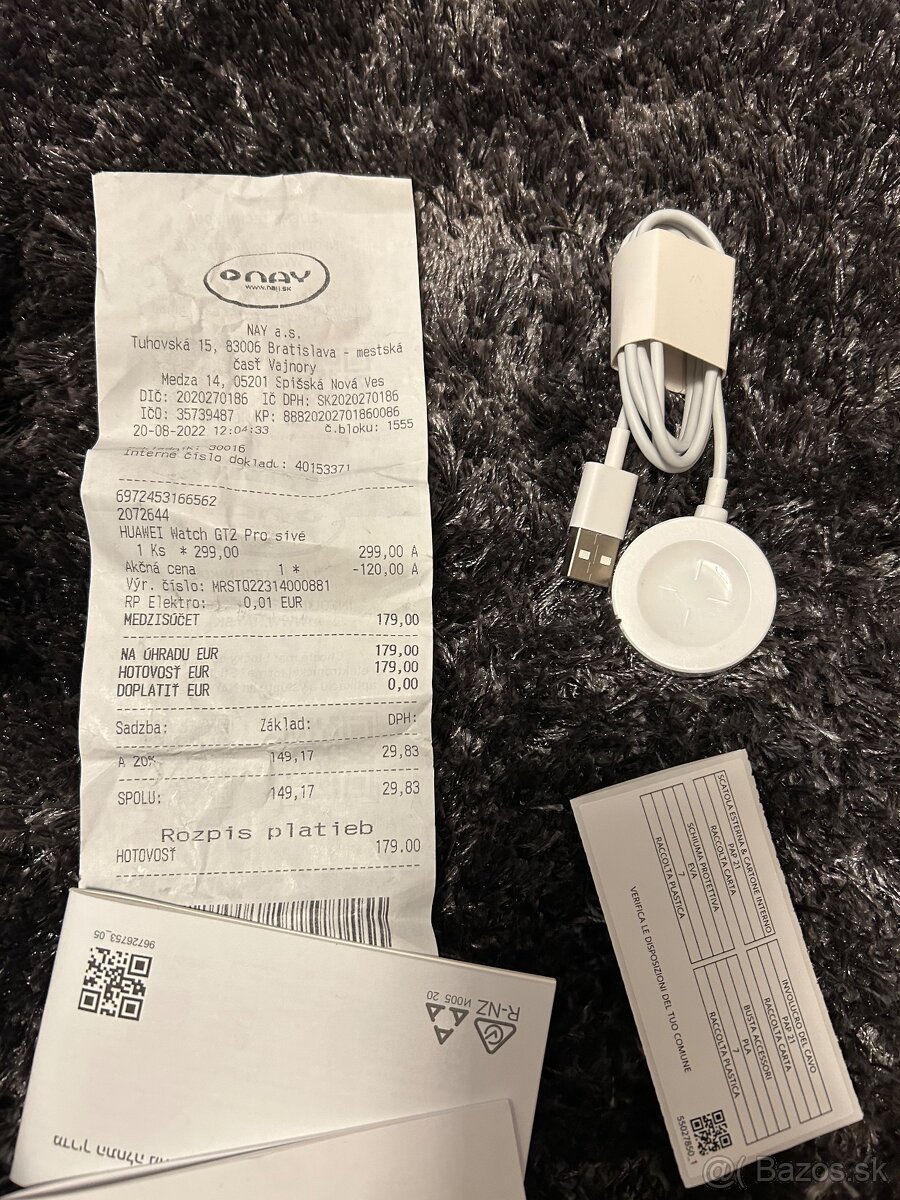 NAY
www.nay.sk
NAY a.s.
Tuhovská 15, 83006 Bratislava - mestská
časť Vajnory
Medza 14, 05201 Spišská Nová Ves
DIČ: 2020270186 IČ DPH: SK2020270186
IČO: 35739487 KP: 88820202701860086
20-08-2022 12:04:33 č.bloku: 1555
30016
Interné číslo dokladu: 40153371
6972453166562
2072644
HUAWEI Watch GT2 Pro sivé
1 Ks * 299,00 299,00 A
Akčná cena 1 * -120,00 A
Výr. číslo: MRSTQ22314000881
RP Elektro: 0,01 EUR
MEDZISÚČET 179,00
NA ÚHRADU EUR 179,00
HOTOVOSŤ EUR 179,00
DOPLATIŤ EUR 0,00
Sadzba: Základ: DPH:
A 20% 149,17 29,83
SPOLU: 149,17 29,83
Rozpis platieb
HOTOVOSŤ 179.00
96726753_05
R-NZ
И005 20
SCATOLA ESTERNA & CARTONE INTERNO
PAP 21
RACCOLTA CARTA
SCHIUMA PROTETTIVA
EVA
7
RACCOLTA PLASTICA
INVOLUCRO DEL CAVO
PAP 21
RACCOLTA CARTA
BUSTA ACCESSORI
PLA
7
RACCOLTA PLASTICA
VERIFICA LE DISPOSIZIONI DEL TUO COMUNE
55027850_1
@( Bazos.sk